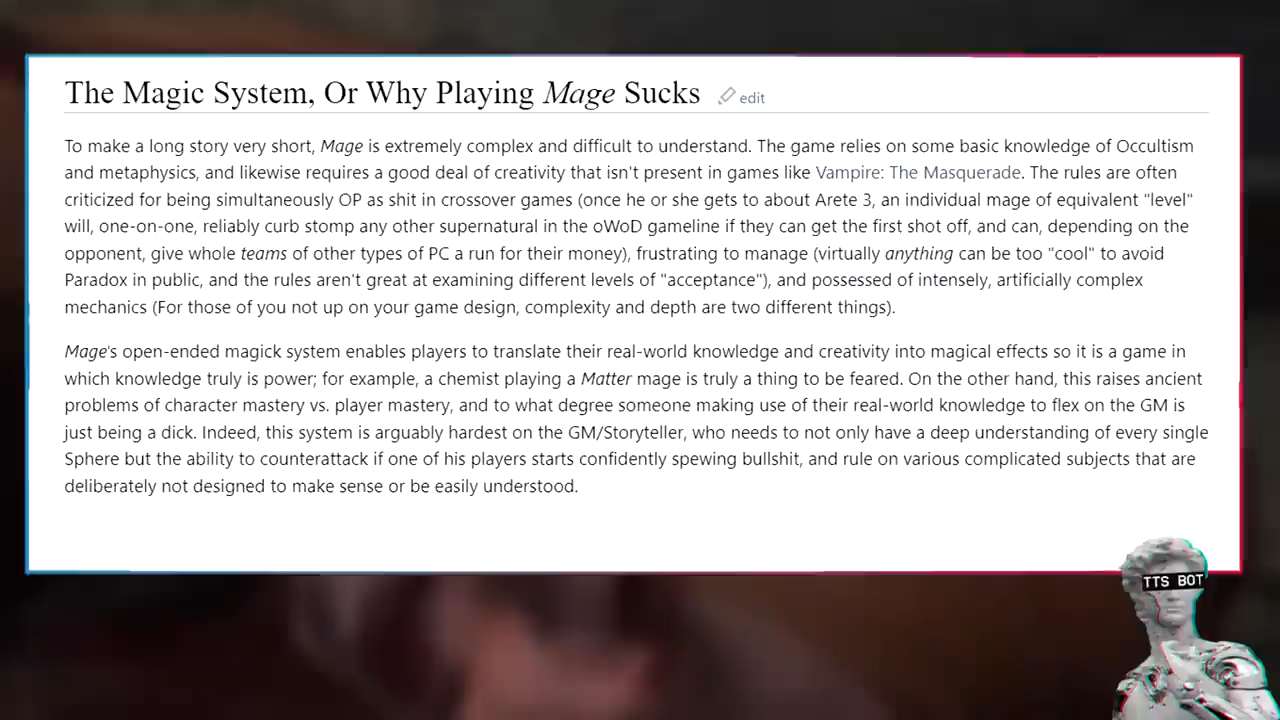 The Magic System, Or Why Playing Mage Sucks edit
To make a long story very short, Mage is extremely complex and difficult to understand. The game relies on some basic knowledge of Occultism
and metaphysics, and likewise requires a good deal of creativity that isn't present in games like Vampire: The Masquerade. The rules are often
criticized for being simultaneously OP as shit in crossover games (once he or she gets to about Arete 3, an individual mage of equivalent "level"
will, one-on-one, reliably curb stomp any other supernatural in the oWoD gameline if they can get the first shot off, and can, depending on the
opponent, give whole teams of other types of PC a run for their money), frustrating to manage (virtually anything can be too "cool" to avoid
Paradox in public, and the rules aren't great at examining different levels of "acceptance"), and possessed of intensely, artificially complex
mechanics (For those of you not up on your game design, complexity and depth are two different things).
Mage's open-ended magick system enables players to translate their real-world knowledge and creativity into magical effects so it is a game in
which knowledge truly is power; for example, a chemist playing a Matter mage is truly a thing to be feared. On the other hand, this raises ancient
problems of character mastery vs. player mastery, and to what degree someone making use of their real-world knowledge to flex on the GM is
just being a dick. Indeed, this system is arguably hardest on the GM/Storyteller, who needs to not only have a deep understanding of every single
Sphere but the ability to counterattack if one of his players starts confidently spewing bullshit, and rule on various complicated subjects that are
deliberately not designed to make sense or be easily understood.
TTS BOT